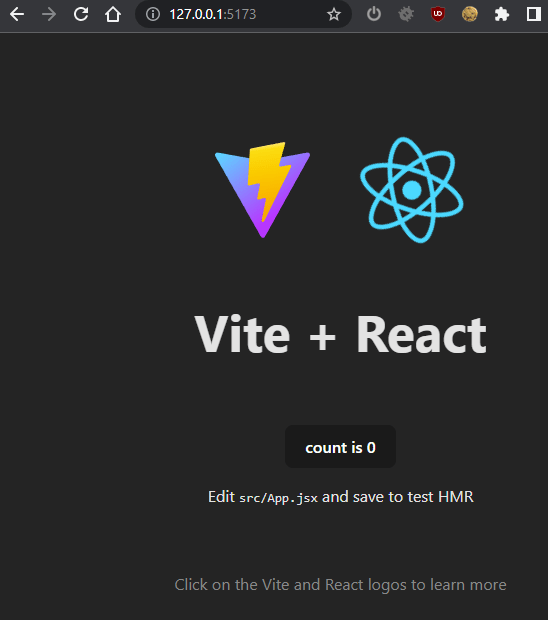 127.0.0.1:5173
Vite + React
count is 0
Edit src/App.jsx and save to test HMR
Click on the Vite and React logos to learn more